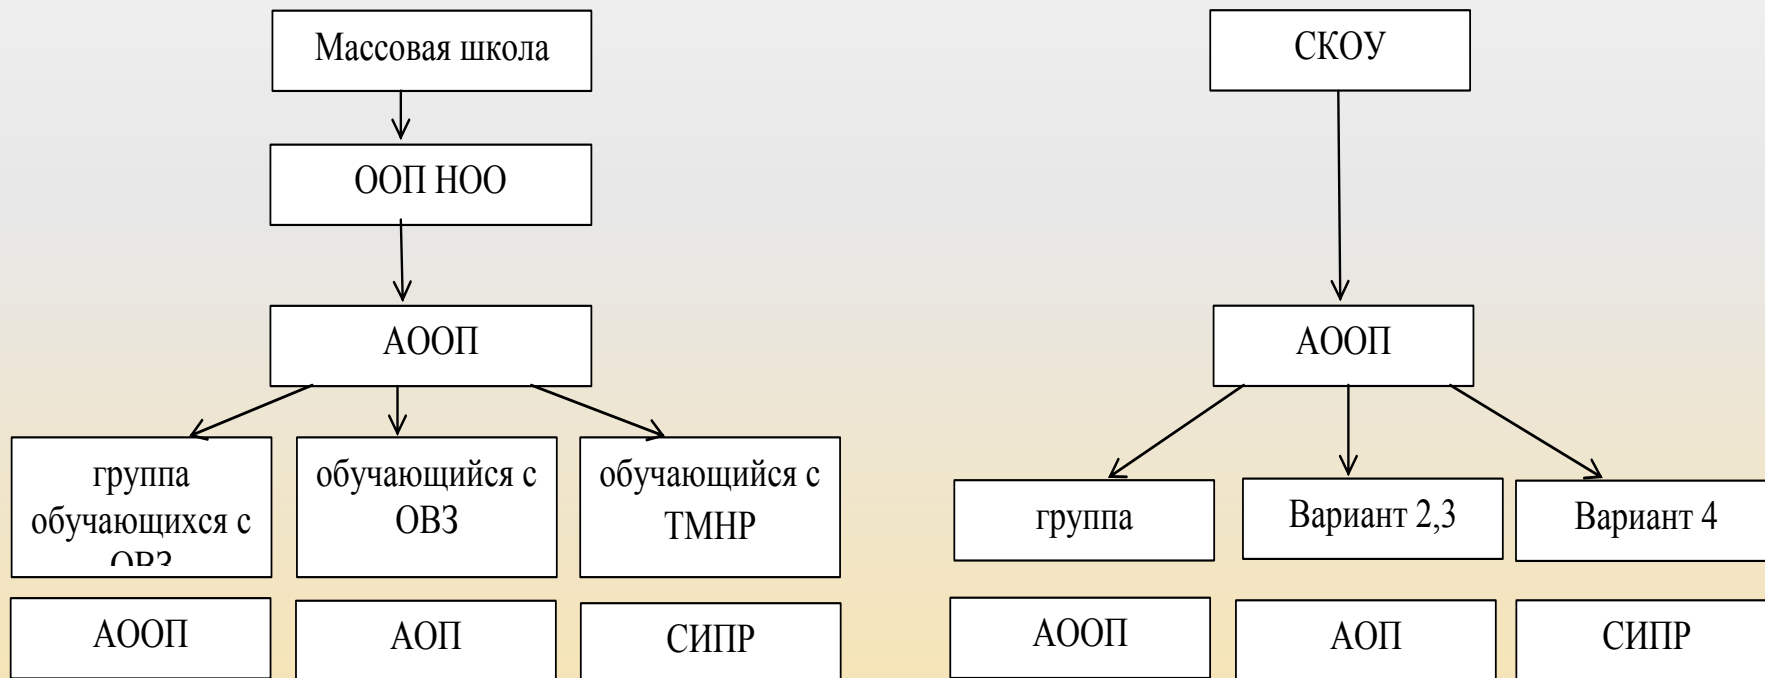 Массовая школа
СКОУ
ООП НОО
АООП
АООП
группа
обучающихся с
ОВЗ
обучающийся с
ОВЗ
обучающийся с
ТМНР
группа
Вариант 2,3
Вариант 4
АООП
АОП
СИПР
АООП
АОП
СИПР